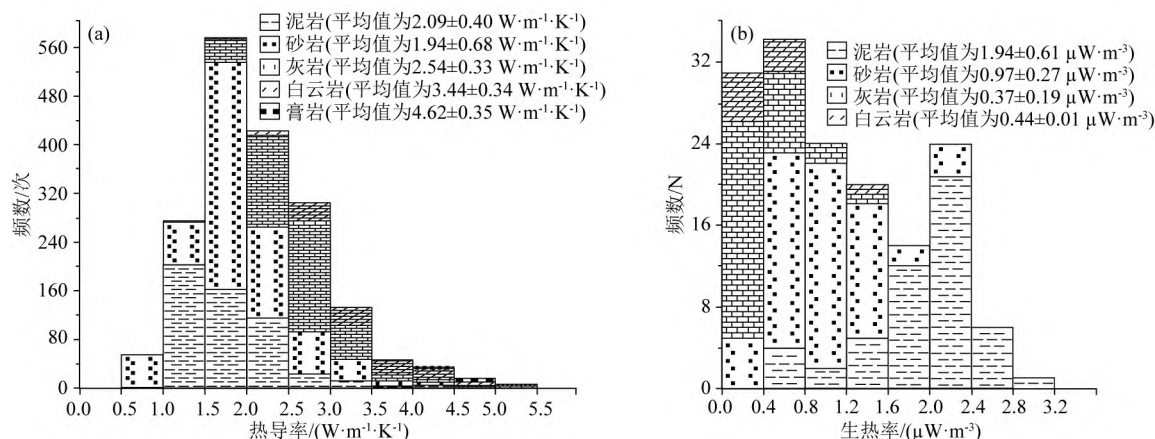 (a)
泥岩(平均值为2.09±0.40 W·m⁻¹·K⁻¹)
砂岩(平均值为1.94±0.68 W·m⁻¹·K⁻¹)
灰岩(平均值为2.54±0.33 W·m⁻¹·K⁻¹)
白云岩(平均值为3.44±0.34 W·m⁻¹·K⁻¹)
膏岩(平均值为4.62±0.35 W·m⁻¹·K⁻¹)
560
480
400
320
240
160
80
0
频数/次
0.0 0.5 1.0 1.5 2.0 2.5 3.0 3.5 4.0 4.5 5.0 5.5
热导率/(W·m⁻¹·K⁻¹)
(b)
泥岩(平均值为1.94±0.61 μW·m⁻³)
砂岩(平均值为0.97±0.27 μW·m⁻³)
灰岩(平均值为0.37±0.19 μW·m⁻³)
白云岩(平均值为0.44±0.01 μW·m⁻³)
32
24
16
8
0
频数/N
0.0 0.4 0.8 1.2 1.6 2.0 2.4 2.8 3.2
生热率/(μW·m⁻³)